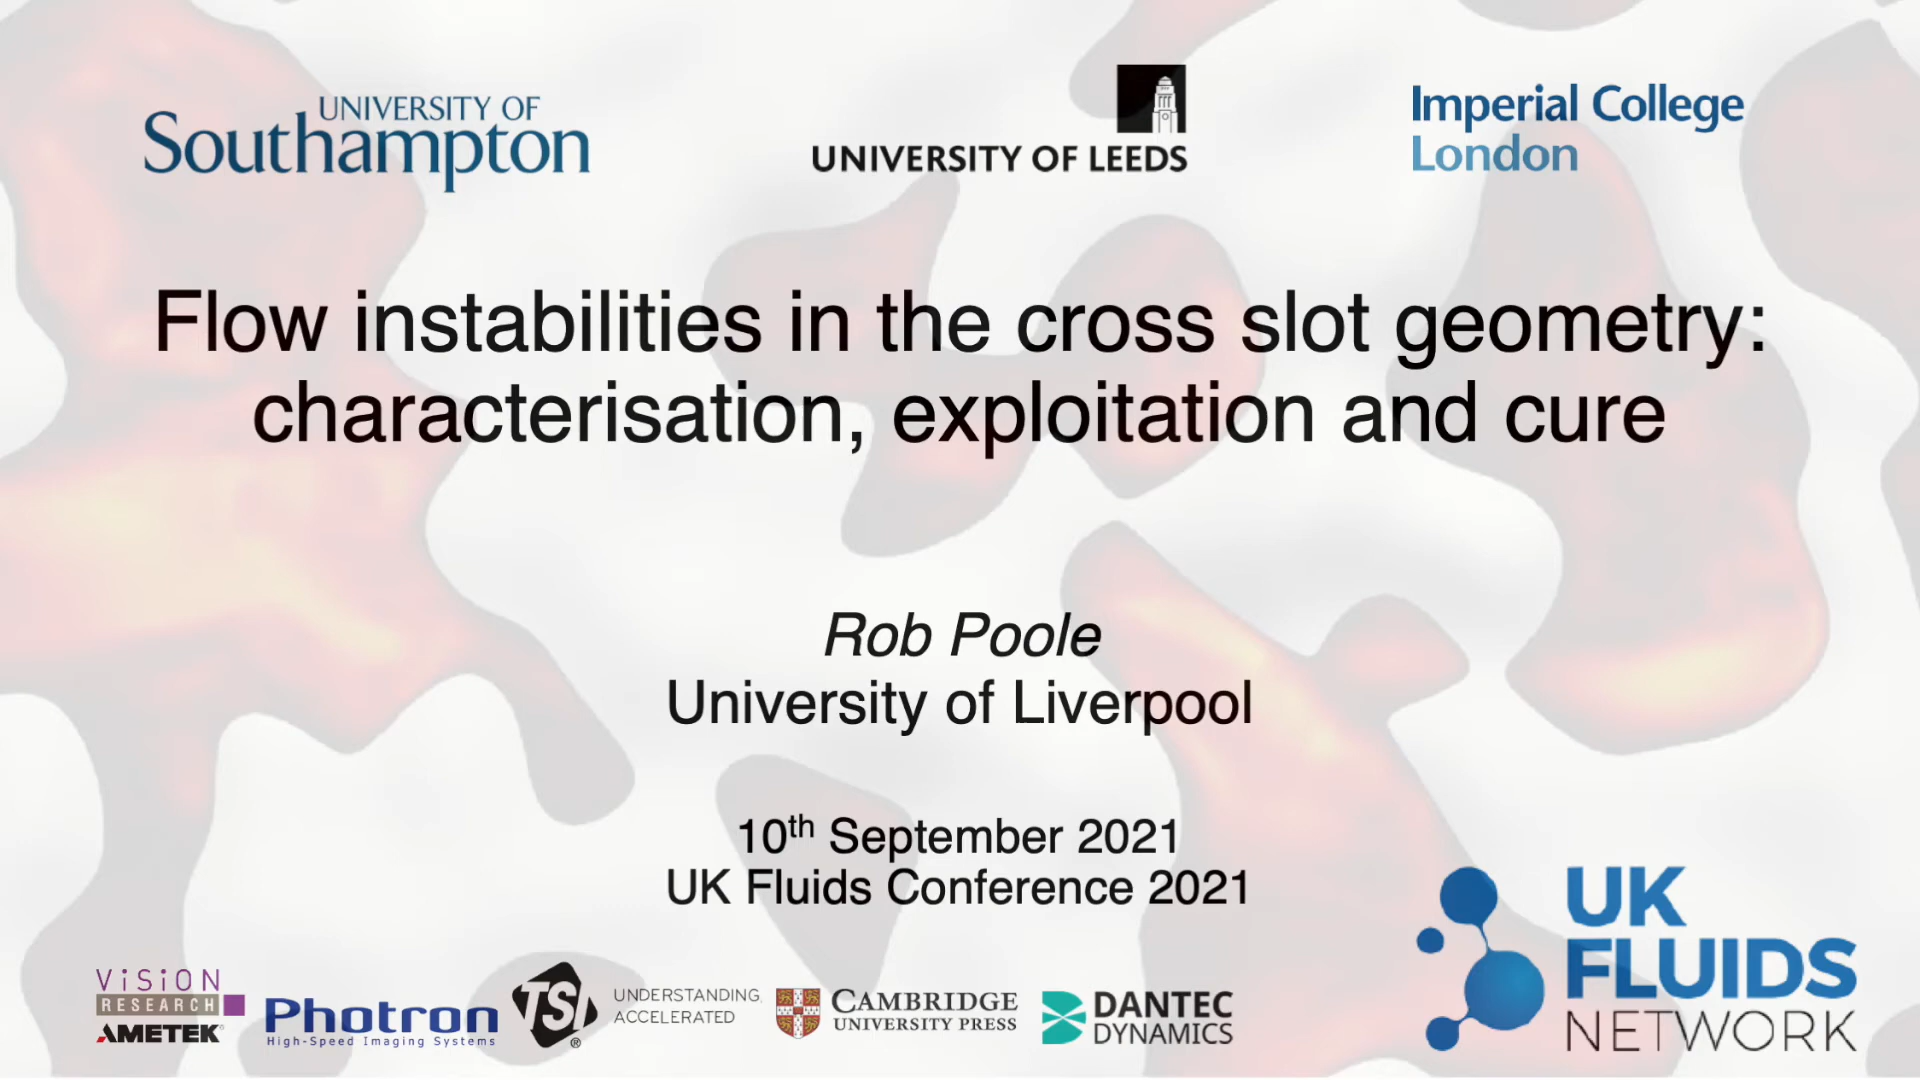 UNIVERSITY OF
Southampton
UNIVERSITY OF LEEDS
Imperial College
London
Flow instabilities in the cross slot geometry:
characterisation, exploitation and cure
Rob Poole
University of Liverpool
10th September 2021
UK Fluids Conference 2021
ViSiON
RESEARCH
AMETEK®
Photron
High-Speed Imaging Systems
TSI®
UNDERSTANDING,
ACCELERATED
CAMBRIDGE
UNIVERSITY PRESS
DANTEC
DYNAMICS
UK
FLUIDS
NETWORK